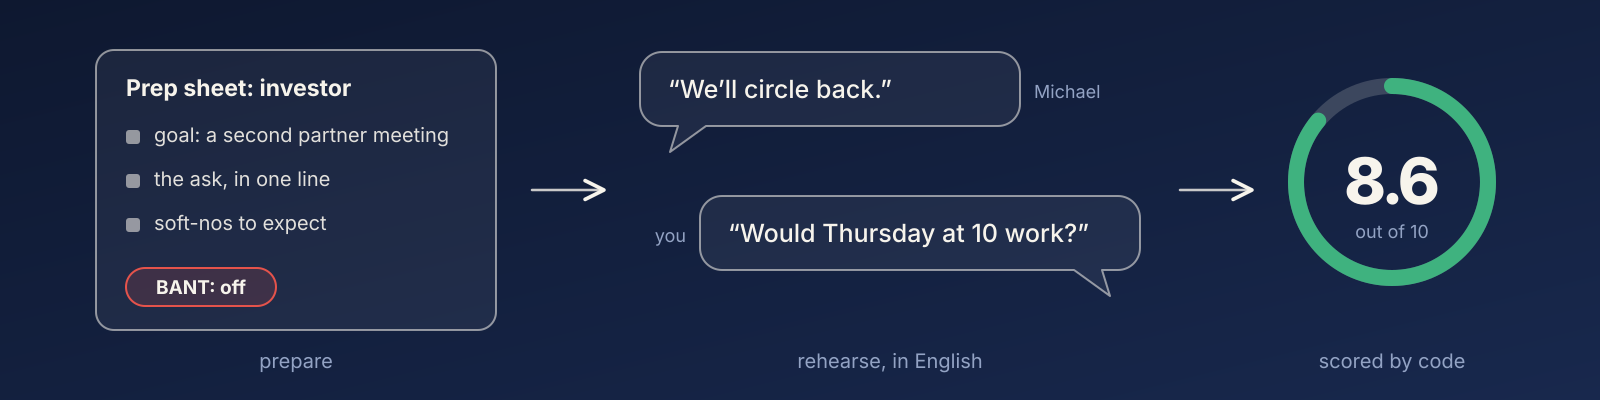 Prep sheet: investor
goal: a second partner meeting
the ask, in one line
soft-nos to expect
BANT: off
prepare
“We’ll circle back.”
Michael
you
“Would Thursday at 10 work?”
rehearse, in English
8.6
out of 10
scored by code